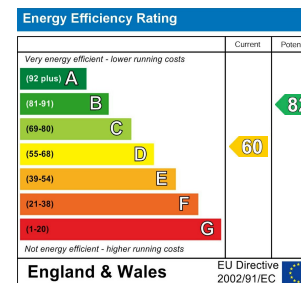 Energy Efficiency Rating
Current
Very energy efficient - lower running costs
(92 plus) A
(81-91) B
(69-80) C
(55-68) D
(39-54) E
(21-38) F
(1-20) G
60
Not energy efficient - higher running costs
England & Wales
EU Directive
2002/91/EC